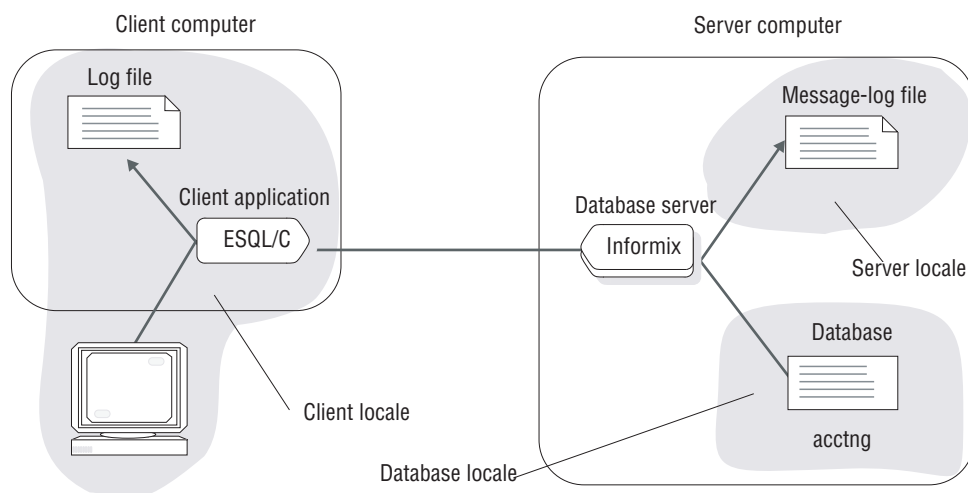 Client computer
Server computer
Log file
Message-log file
Client application
ESQL/C
Database server
Informix
Server locale
Database
Client locale
acctng
Database locale